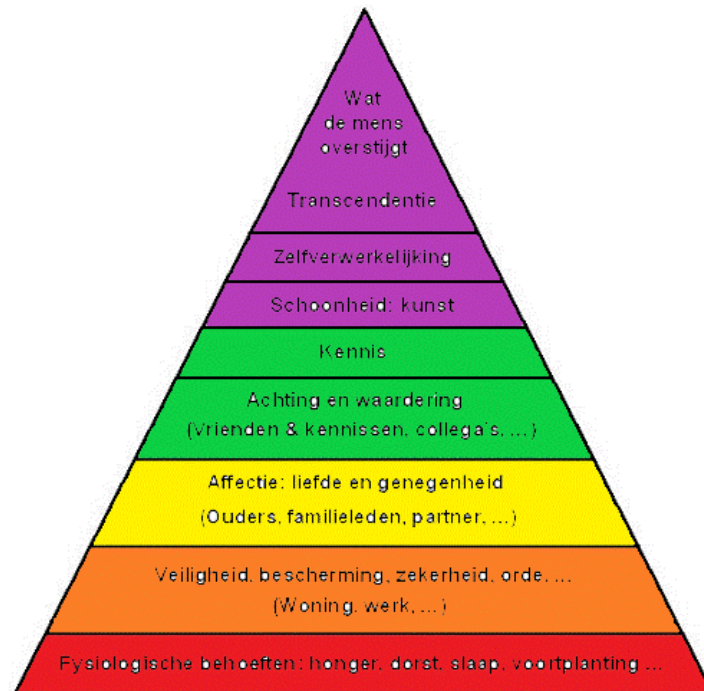 Wat
de mens
overstijgt
Transcendentie
Zelfverwerkelijking
Schoonheid: kunst
Kennis
Achting en waardering
(Vrienden & kennissen, collega's, ...)
Affectie: liefde en genegenheid
(Ouders, familieleden, partner, ...)
Veiligheid, bescherming, zekerheid, orde, ...
(Woning, werk, ...)
Fysiologische behoeften: honger, dorst, slaap, voortplanting ...